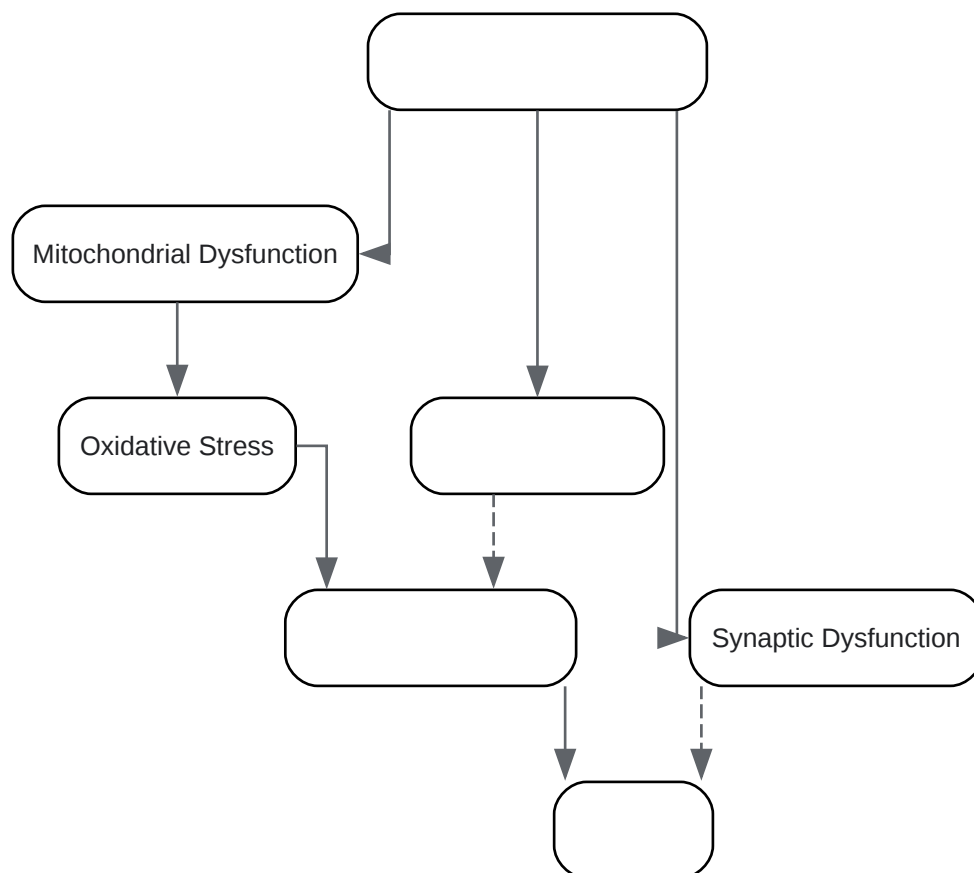 Mitochondrial Dysfunction
Oxidative Stress
Synaptic Dysfunction